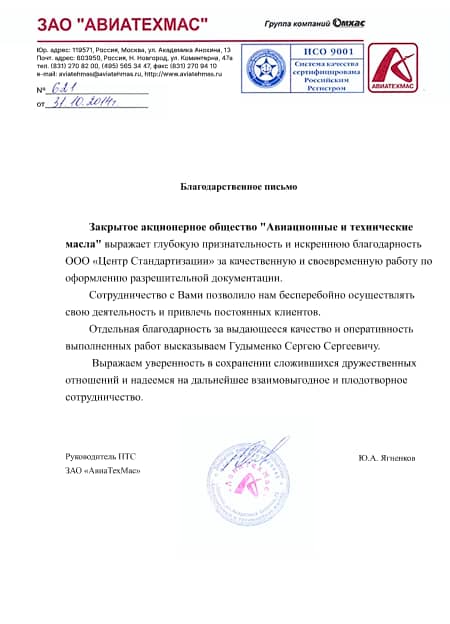 ЗАО "АВИАТЕХМАС"
Группа компаний Омхас
Юр. адрес: 119571, Россия, Москва, ул. Академика Анохина, 13
Почт. адрес: 603950, Россия, Н. Новгород, ул. Коминтерна, 47а
тел. (831) 270 82 00, (495) 565 34 47, факс (831) 270 94 10
e-mail: aviatehmas@aviatehmas.ru, http://www.aviatehmas.ru
№ 621
от 31.10.2014г
ИСО 9001
Система качества
сертифицирована
Российским
Регистром
АВИАТЕХМАС
Благодарственное письмо
Закрытое акционерное общество "Авиационные и технические
масла" выражает глубокую признательность и искреннюю благодарность
ООО «Центр Стандартизации» за качественную и своевременную работу по
оформлению разрешительной документации.
Сотрудничество с Вами позволило нам бесперебойно осуществлять
свою деятельность и привлечь постоянных клиентов.
Отдельная благодарность за выдающееся качество и оперативность
выполненных работ высказываем Гудыменко Сергею Сергеевичу.
Выражаем уверенность в сохранении сложившихся дружественных
отношений и надеемся на дальнейшее взаимовыгодное и плодотворное
сотрудничество.
Руководитель ПТС
ЗАО «АвиаТехМас»
Ю.А. Ягненков
АвиаТехМас